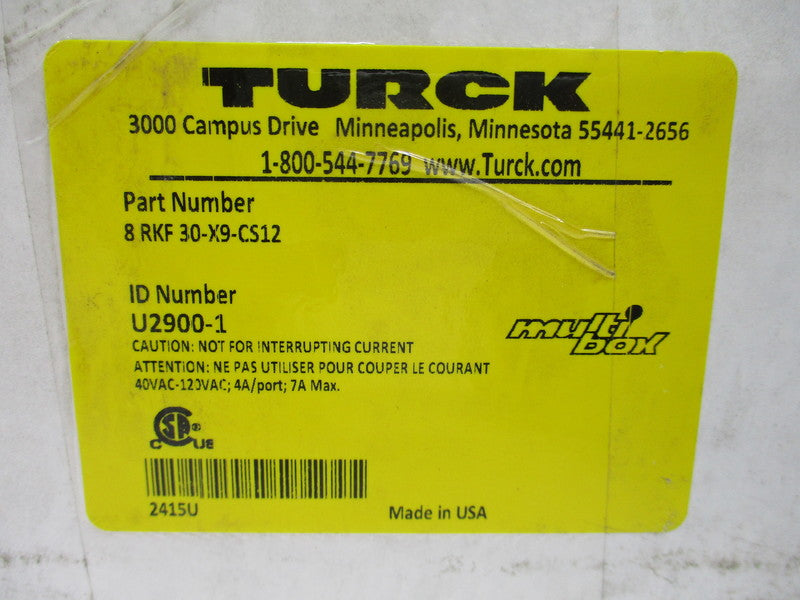 TURCK
3000 Campus Drive Minneapolis, Minnesota 55441-2656
1-800-544-7769 www.Turck.com
Part Number
8 RKF 30-X9-CS12
ID Number
U2900-1
CAUTION: NOT FOR INTERRUPTING CURRENT
ATTENTION: NE PAS UTILISER POUR COUPER LE COURANT
40VAC-120VAC; 4A/port; 7A Max.
multi box
CSA ®
C US
2415U
Made in USA